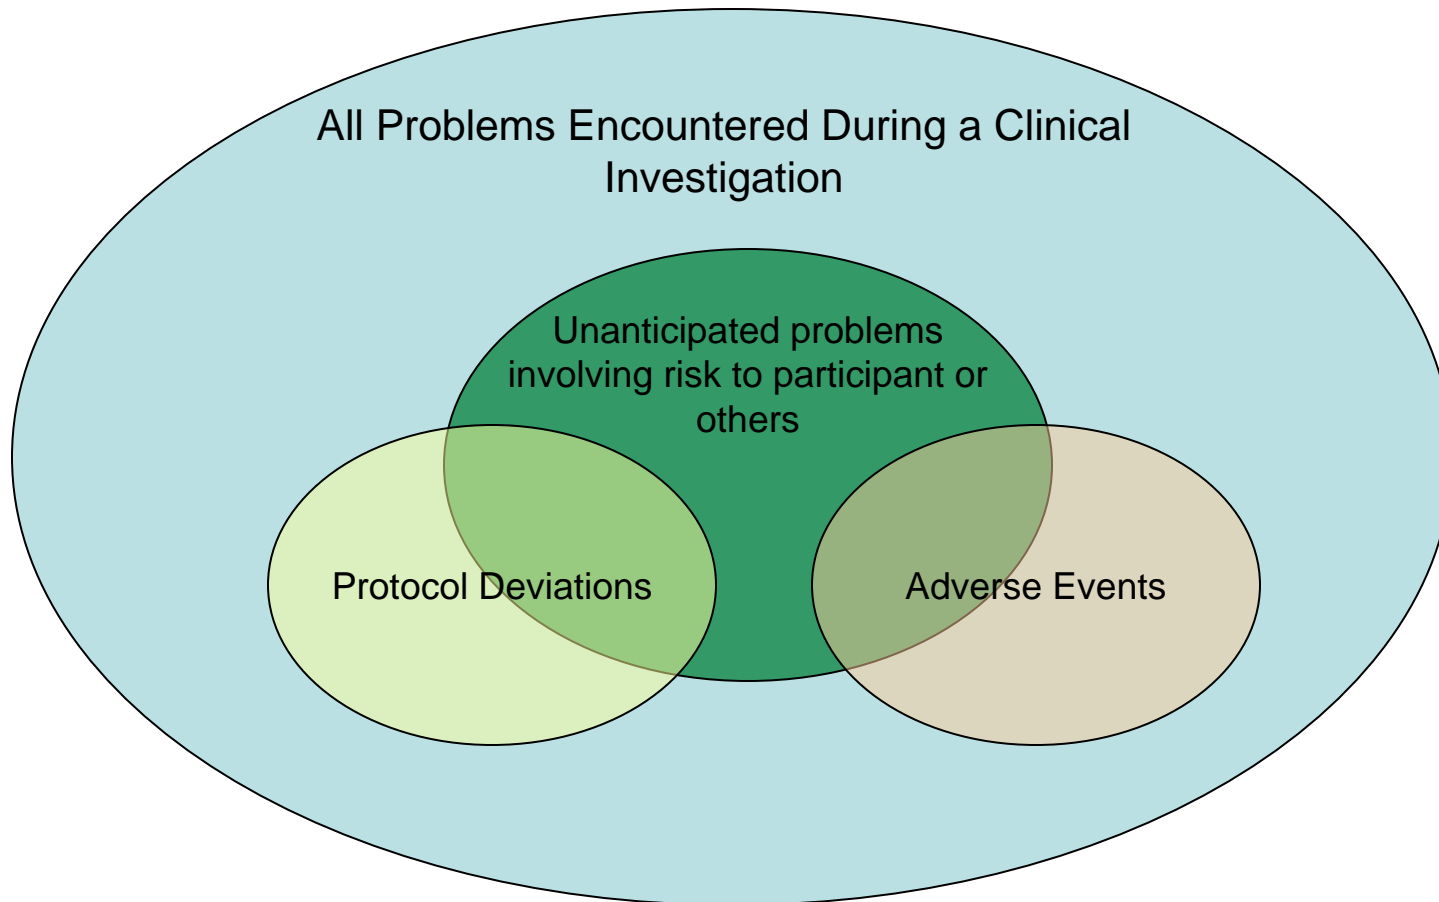 All Problems Encountered During a Clinical
Investigation
Unanticipated problems
involving risk to participant or
others
Protocol Deviations
Adverse Events